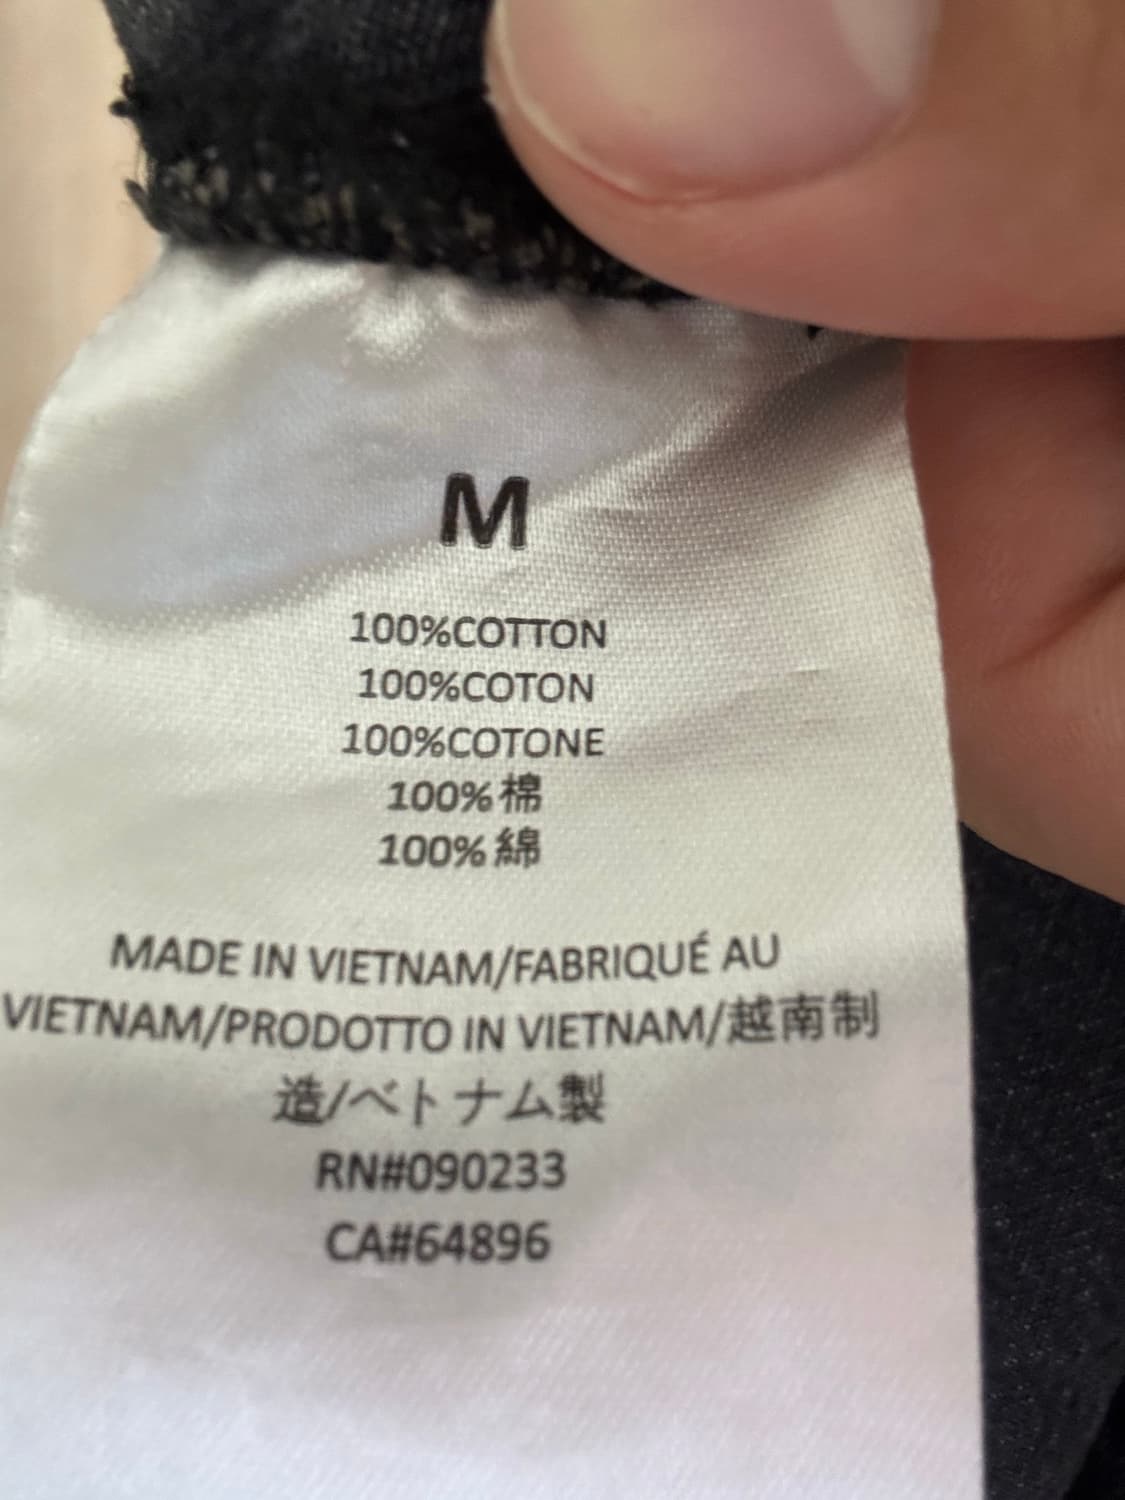 M
100%COTTON
100%COTON
100%COTONE
100%棉
100%綿
MADE IN VIETNAM/FABRIQUÉ AU
VIETNAM/PRODOTTO IN VIETNAM/越南制
造/ベトナム製
RN#090233
CA#64896